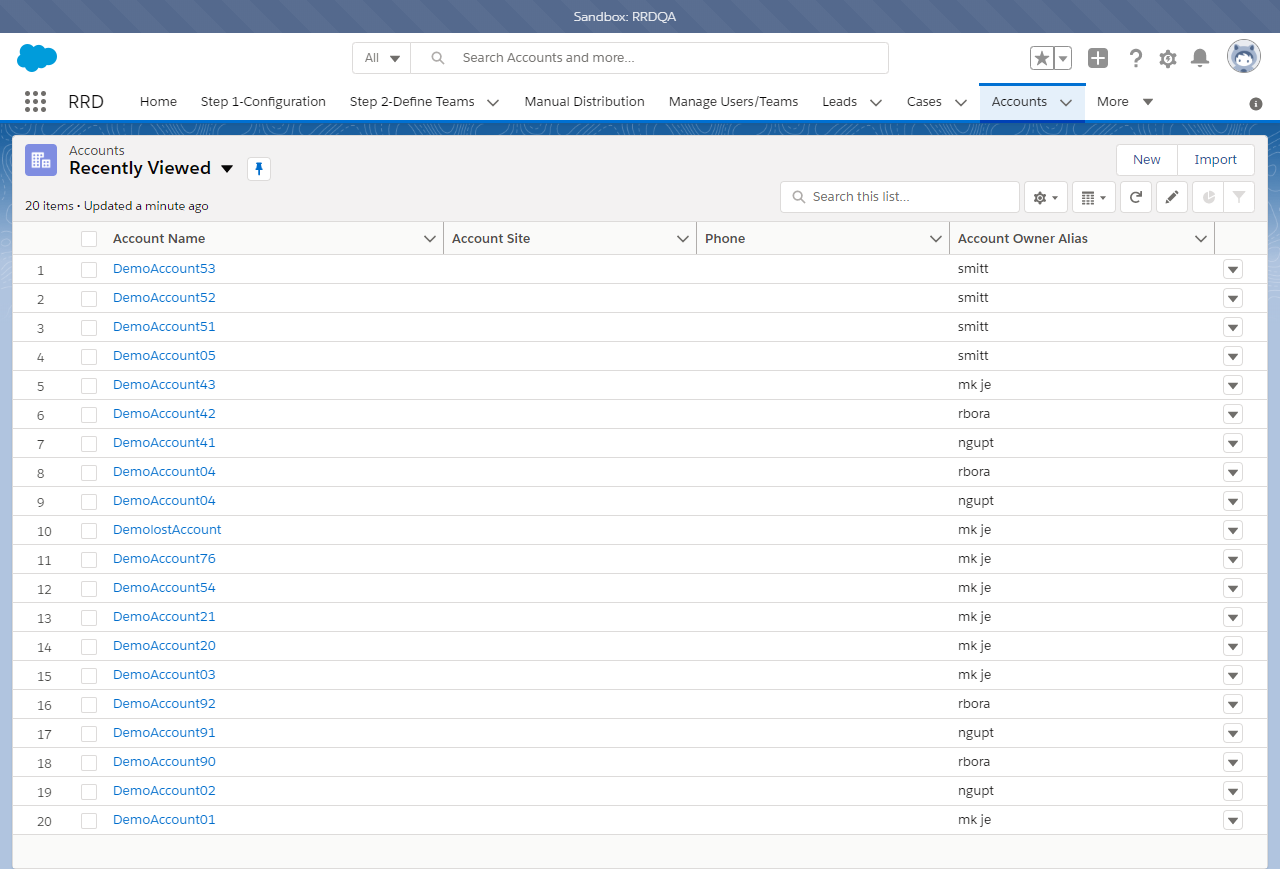 Sandbox: RRDQA
All Search Accounts and more...
RRD Home Step 1-Configuration Step 2-Define Teams Manual Distribution Manage Users/Teams Leads Cases Accounts More
Accounts
Recently Viewed
New Import
20 items • Updated a minute ago
Search this list...
Account Name Account Site Phone Account Owner Alias
1 DemoAccount53 smitt
2 DemoAccount52 smitt
3 DemoAccount51 smitt
4 DemoAccount05 smitt
5 DemoAccount43 mk je
6 DemoAccount42 rbora
7 DemoAccount41 ngupt
8 DemoAccount04 rbora
9 DemoAccount04 ngupt
10 DemolostAccount mk je
11 DemoAccount76 mk je
12 DemoAccount54 mk je
13 DemoAccount21 mk je
14 DemoAccount20 mk je
15 DemoAccount03 mk je
16 DemoAccount92 rbora
17 DemoAccount91 ngupt
18 DemoAccount90 rbora
19 DemoAccount02 ngupt
20 DemoAccount01 mk je